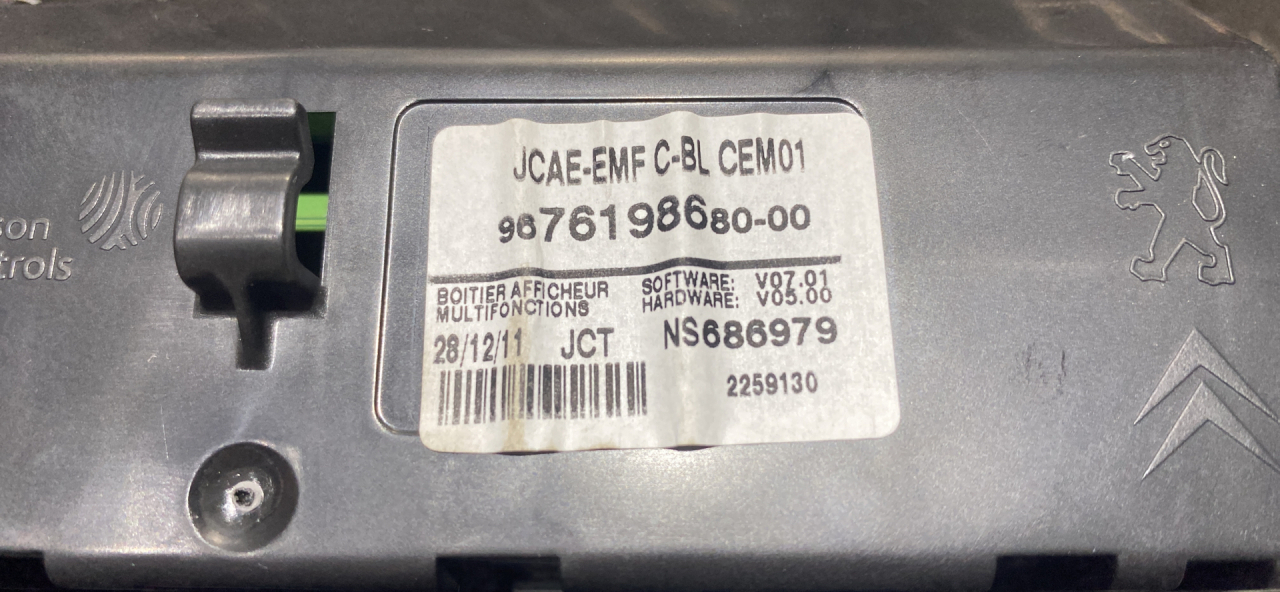 JCAE-EMF C-BL CEM01
9676198680-00
BOITIER AFFICHEUR
MULTIFONCTIONS
SOFTWARE: V07.01
HARDWARE: V05.00
28/12/11 JCT NS686979
2259130
son
trols